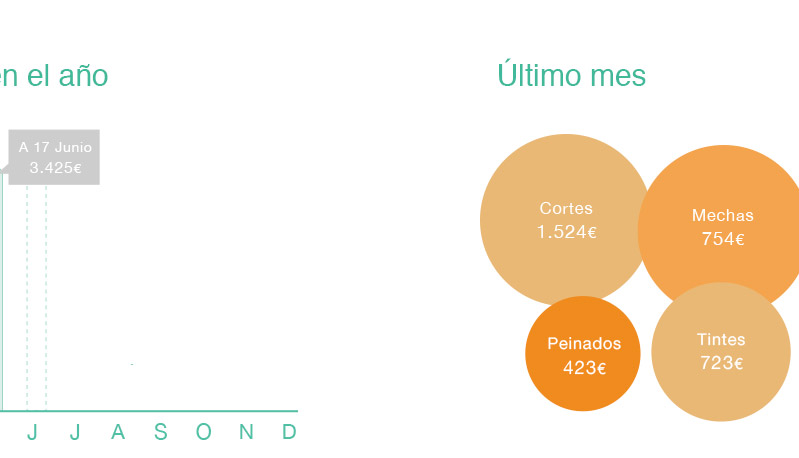 en el año
A 17 Junio
3.425€
J J A S O N D
Último mes
Cortes
1.524€
Mechas
754€
Peinados
423€
Tintes
723€